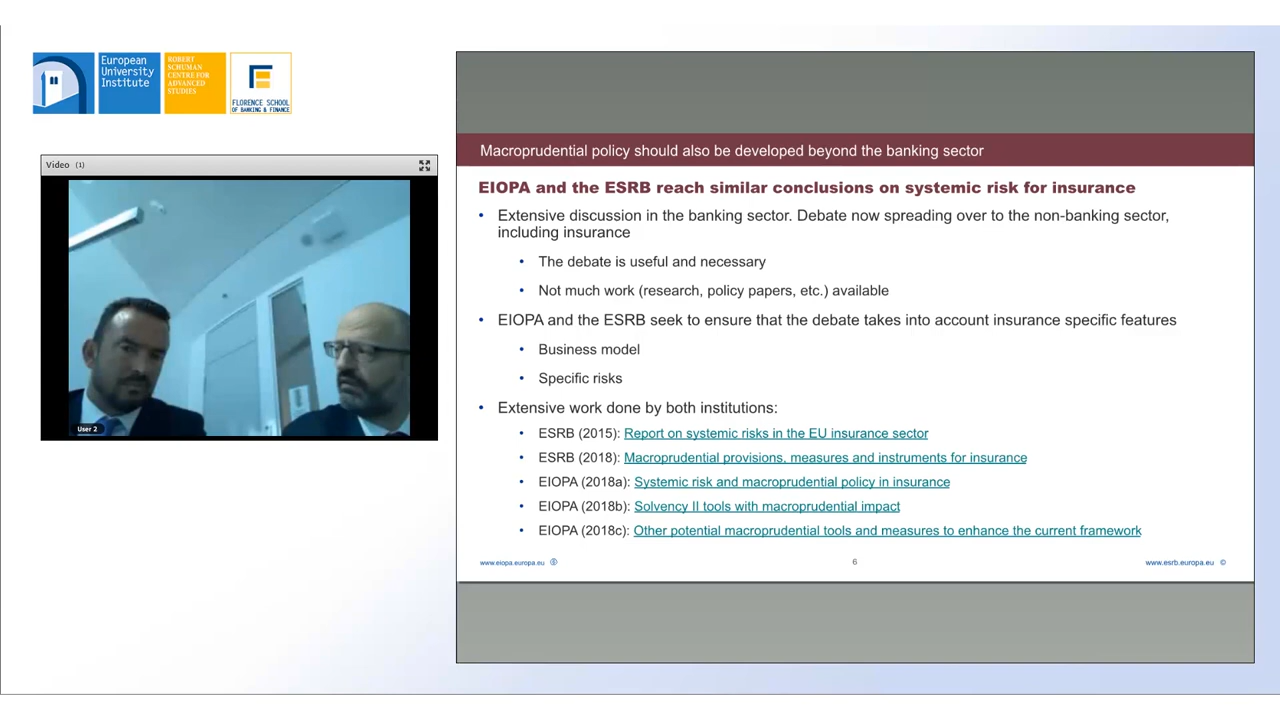 European
University
Institute
ROBERT
SCHUMAN
CENTRE FOR
ADVANCED
STUDIES
FLORENCE SCHOOL
OF BANKING & FINANCE
Video (1)
User 2
Macroprudential policy should also be developed beyond the banking sector
EIOPA and the ESRB reach similar conclusions on systemic risk for insurance
• Extensive discussion in the banking sector. Debate now spreading over to the non-banking sector,
including insurance
• The debate is useful and necessary
• Not much work (research, policy papers, etc.) available
• EIOPA and the ESRB seek to ensure that the debate takes into account insurance specific features
• Business model
• Specific risks
• Extensive work done by both institutions:
• ESRB (2015): Report on systemic risks in the EU insurance sector
• ESRB (2018): Macroprudential provisions, measures and instruments for insurance
• EIOPA (2018a): Systemic risk and macroprudential policy in insurance
• EIOPA (2018b): Solvency II tools with macroprudential impact
• EIOPA (2018c): Other potential macroprudential tools and measures to enhance the current framework
www.eiopa.europa.eu
6
www.esrb.europa.eu ©